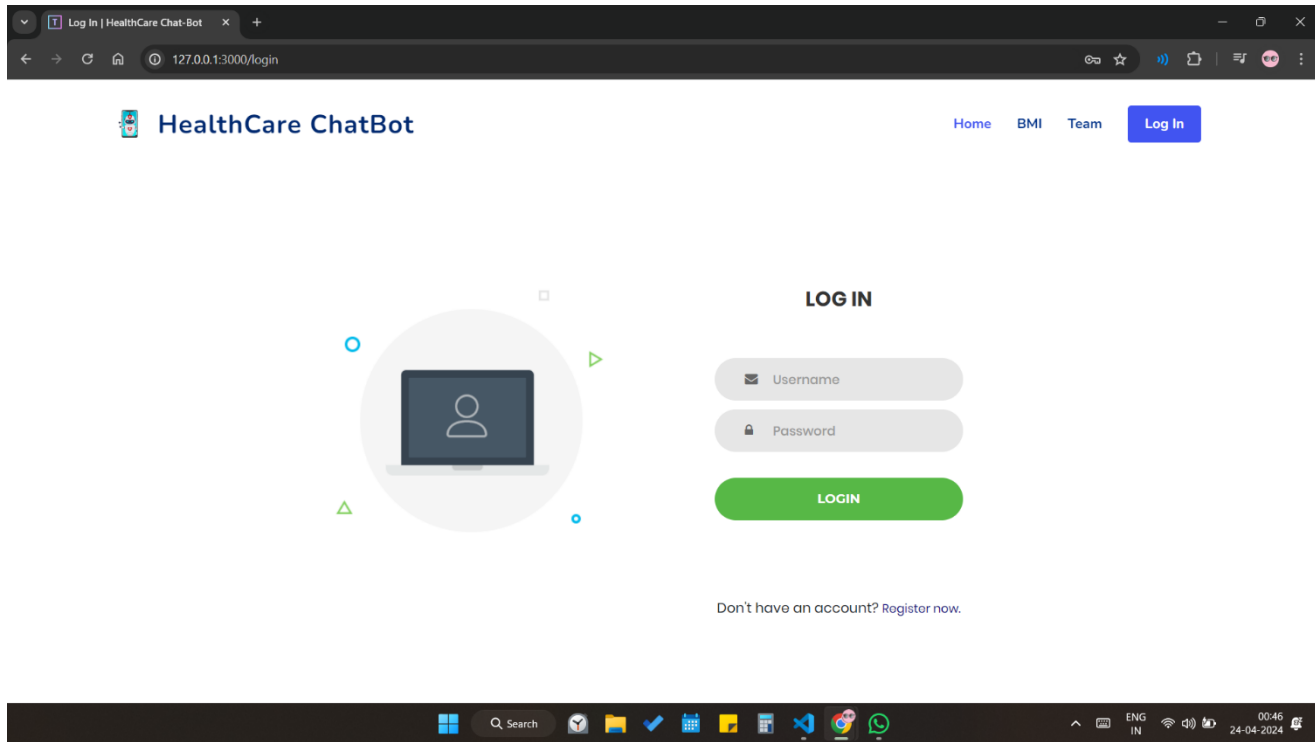 T Log In | HealthCare Chat-Bot
127.0.0.1:3000/login
HealthCare ChatBot
Home BMI Team Log In
LOG IN
Username
Password
LOGIN
Don't have an account? Register now.
Search
ENG 00:46
IN 24-04-2024